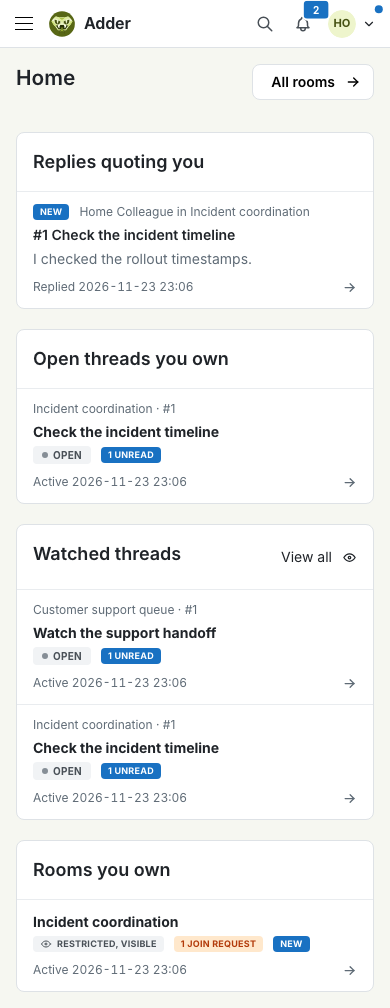 Adder
2
HO
Home
All rooms
Replies quoting you
NEW Home Colleague in Incident coordination
#1 Check the incident timeline
I checked the rollout timestamps.
Replied 2026-11-23 23:06
Open threads you own
Incident coordination · #1
Check the incident timeline
OPEN 1 UNREAD
Active 2026-11-23 23:06
Watched threads
View all
Customer support queue · #1
Watch the support handoff
OPEN 1 UNREAD
Active 2026-11-23 23:06
Incident coordination · #1
Check the incident timeline
OPEN 1 UNREAD
Active 2026-11-23 23:06
Rooms you own
Incident coordination
RESTRICTED, VISIBLE 1 JOIN REQUEST NEW
Active 2026-11-23 23:06